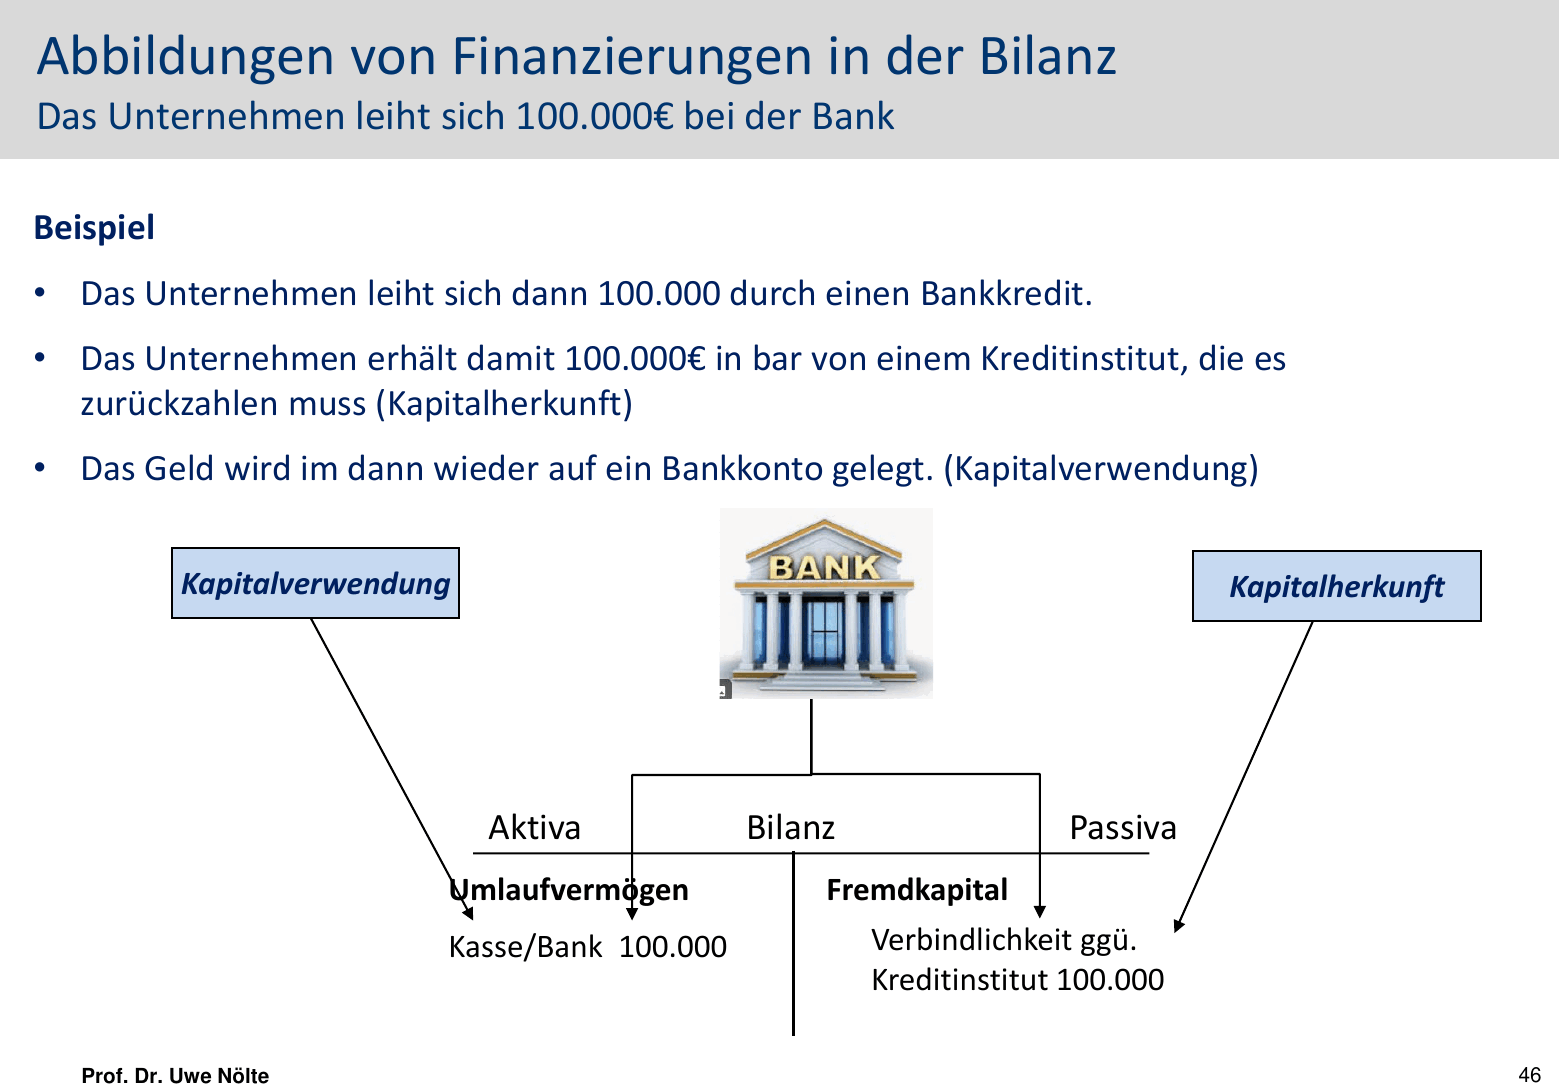 Abbildungen von Finanzierungen in der Bilanz
Das Unternehmen leiht sich 100.000€ bei der Bank
Beispiel
• Das Unternehmen leiht sich dann 100.000 durch einen Bankkredit.
• Das Unternehmen erhält damit 100.000€ in bar von einem Kreditinstitut, die es
zurückzahlen muss (Kapitalherkunft)
• Das Geld wird im dann wieder auf ein Bankkonto gelegt. (Kapitalverwendung)
Kapitalverwendung
BANK
Kapitalherkunft
Aktiva Bilanz Passiva
Umlaufvermögen Fremdkapital
Kasse/Bank 100.000
Verbindlichkeit ggü.
Kreditinstitut 100.000
Prof. Dr. Uwe Nölte 46